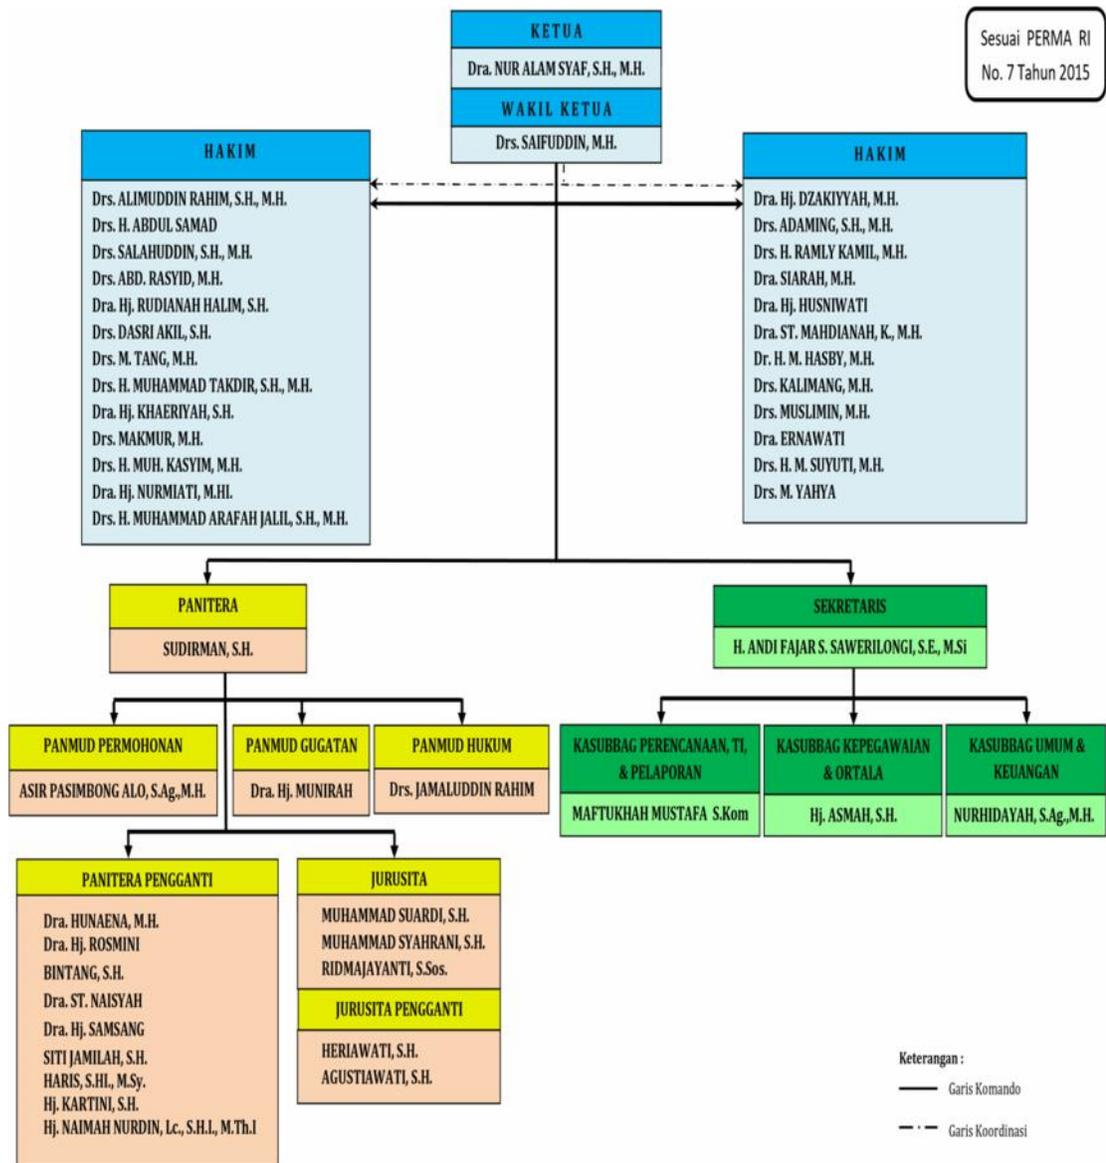 KETUA
Dra. NUR ALAM SYAF, S.H., M.H.
WAKIL KETUA
Drs. SAIFUDDIN, M.H.
Sesuai PERMA RI
No. 7 Tahun 2015
HAKIM
Drs. ALIMUDDIN RAHIM, S.H., M.H.
Drs. H. ABDUL SAMAD
Drs. SALAHUDDIN, S.H., M.H.
Drs. ABD. RASYID, M.H.
Dra. Hj. RUDIANAH HALIM, S.H.
Drs. DASRI AKIL, S.H.
Drs. M. TANG, M.H.
Drs. H. MUHAMMAD TAKDIR, S.H., M.H.
Dra. Hj. KHAERIYAH, S.H.
Drs. MAKMUR, M.H.
Drs. H. MUH. KASYIM, M.H.
Dra. Hj. NURMIATI, M.HI.
Drs. H. MUHAMMAD ARAFAH JALIL, S.H., M.H.
HAKIM
Dra. Hj. DZAKIYYAH, M.H.
Drs. ADAMING, S.H., M.H.
Drs. H. RAMLY KAMIL, M.H.
Dra. SIARAH, M.H.
Dra. Hj. HUSNIWATI
Dra. ST. MAHDIANAH, K., M.H.
Dr. H. M. HASBY, M.H.
Drs. KALIMANG, M.H.
Drs. MUSLIMIN, M.H.
Dra. ERNAWATI
Drs. H. M. SUYUTI, M.H.
Drs. M. YAHYA
PANITERA
SUDIRMAN, S.H.
SEKRETARIS
H. ANDI FAJAR S. SAWERILONGI, S.E., M.Si
PANMUD PERMOHONAN
ASIR PASIMBONG ALO, S.Ag.,M.H.
PANMUD GUGATAN
Dra. Hj. MUNIRAH
PANMUD HUKUM
Drs. JAMALUDDIN RAHIM
KASUBBAG PERENCANAAN, TI,
& PELAPORAN
MAFTUKHAH MUSTAFA S.Kom
KASUBBAG KEPEGAWAIAN
& ORTALA
Hj. ASMAH, S.H.
KASUBBAG UMUM &
KEUANGAN
NURHIDAYAH, S.Ag.,M.H.
PANITERA PENGGANTI
Dra. HUNAENA, M.H.
Dra. Hj. ROSMINI
BINTANG, S.H.
Dra. ST. NAISYAH
Dra. Hj. SAMSANG
SITI JAMILAH, S.H.
HARIS, S.HI., M.Sy.
Hj. KARTINI, S.H.
Hj. NAIMAH NURDIN, Lc., S.H.I., M.Th.I
JURUSITA
MUHAMMAD SUARDI, S.H.
MUHAMMAD SYAHRANI, S.H.
RIDMAJAYANTI, S.Sos.
JURUSITA PENGGANTI
HERIAWATI, S.H.
AGUSTIAWATI, S.H.
Keterangan :
Garis Komando
Garis Koordinasi